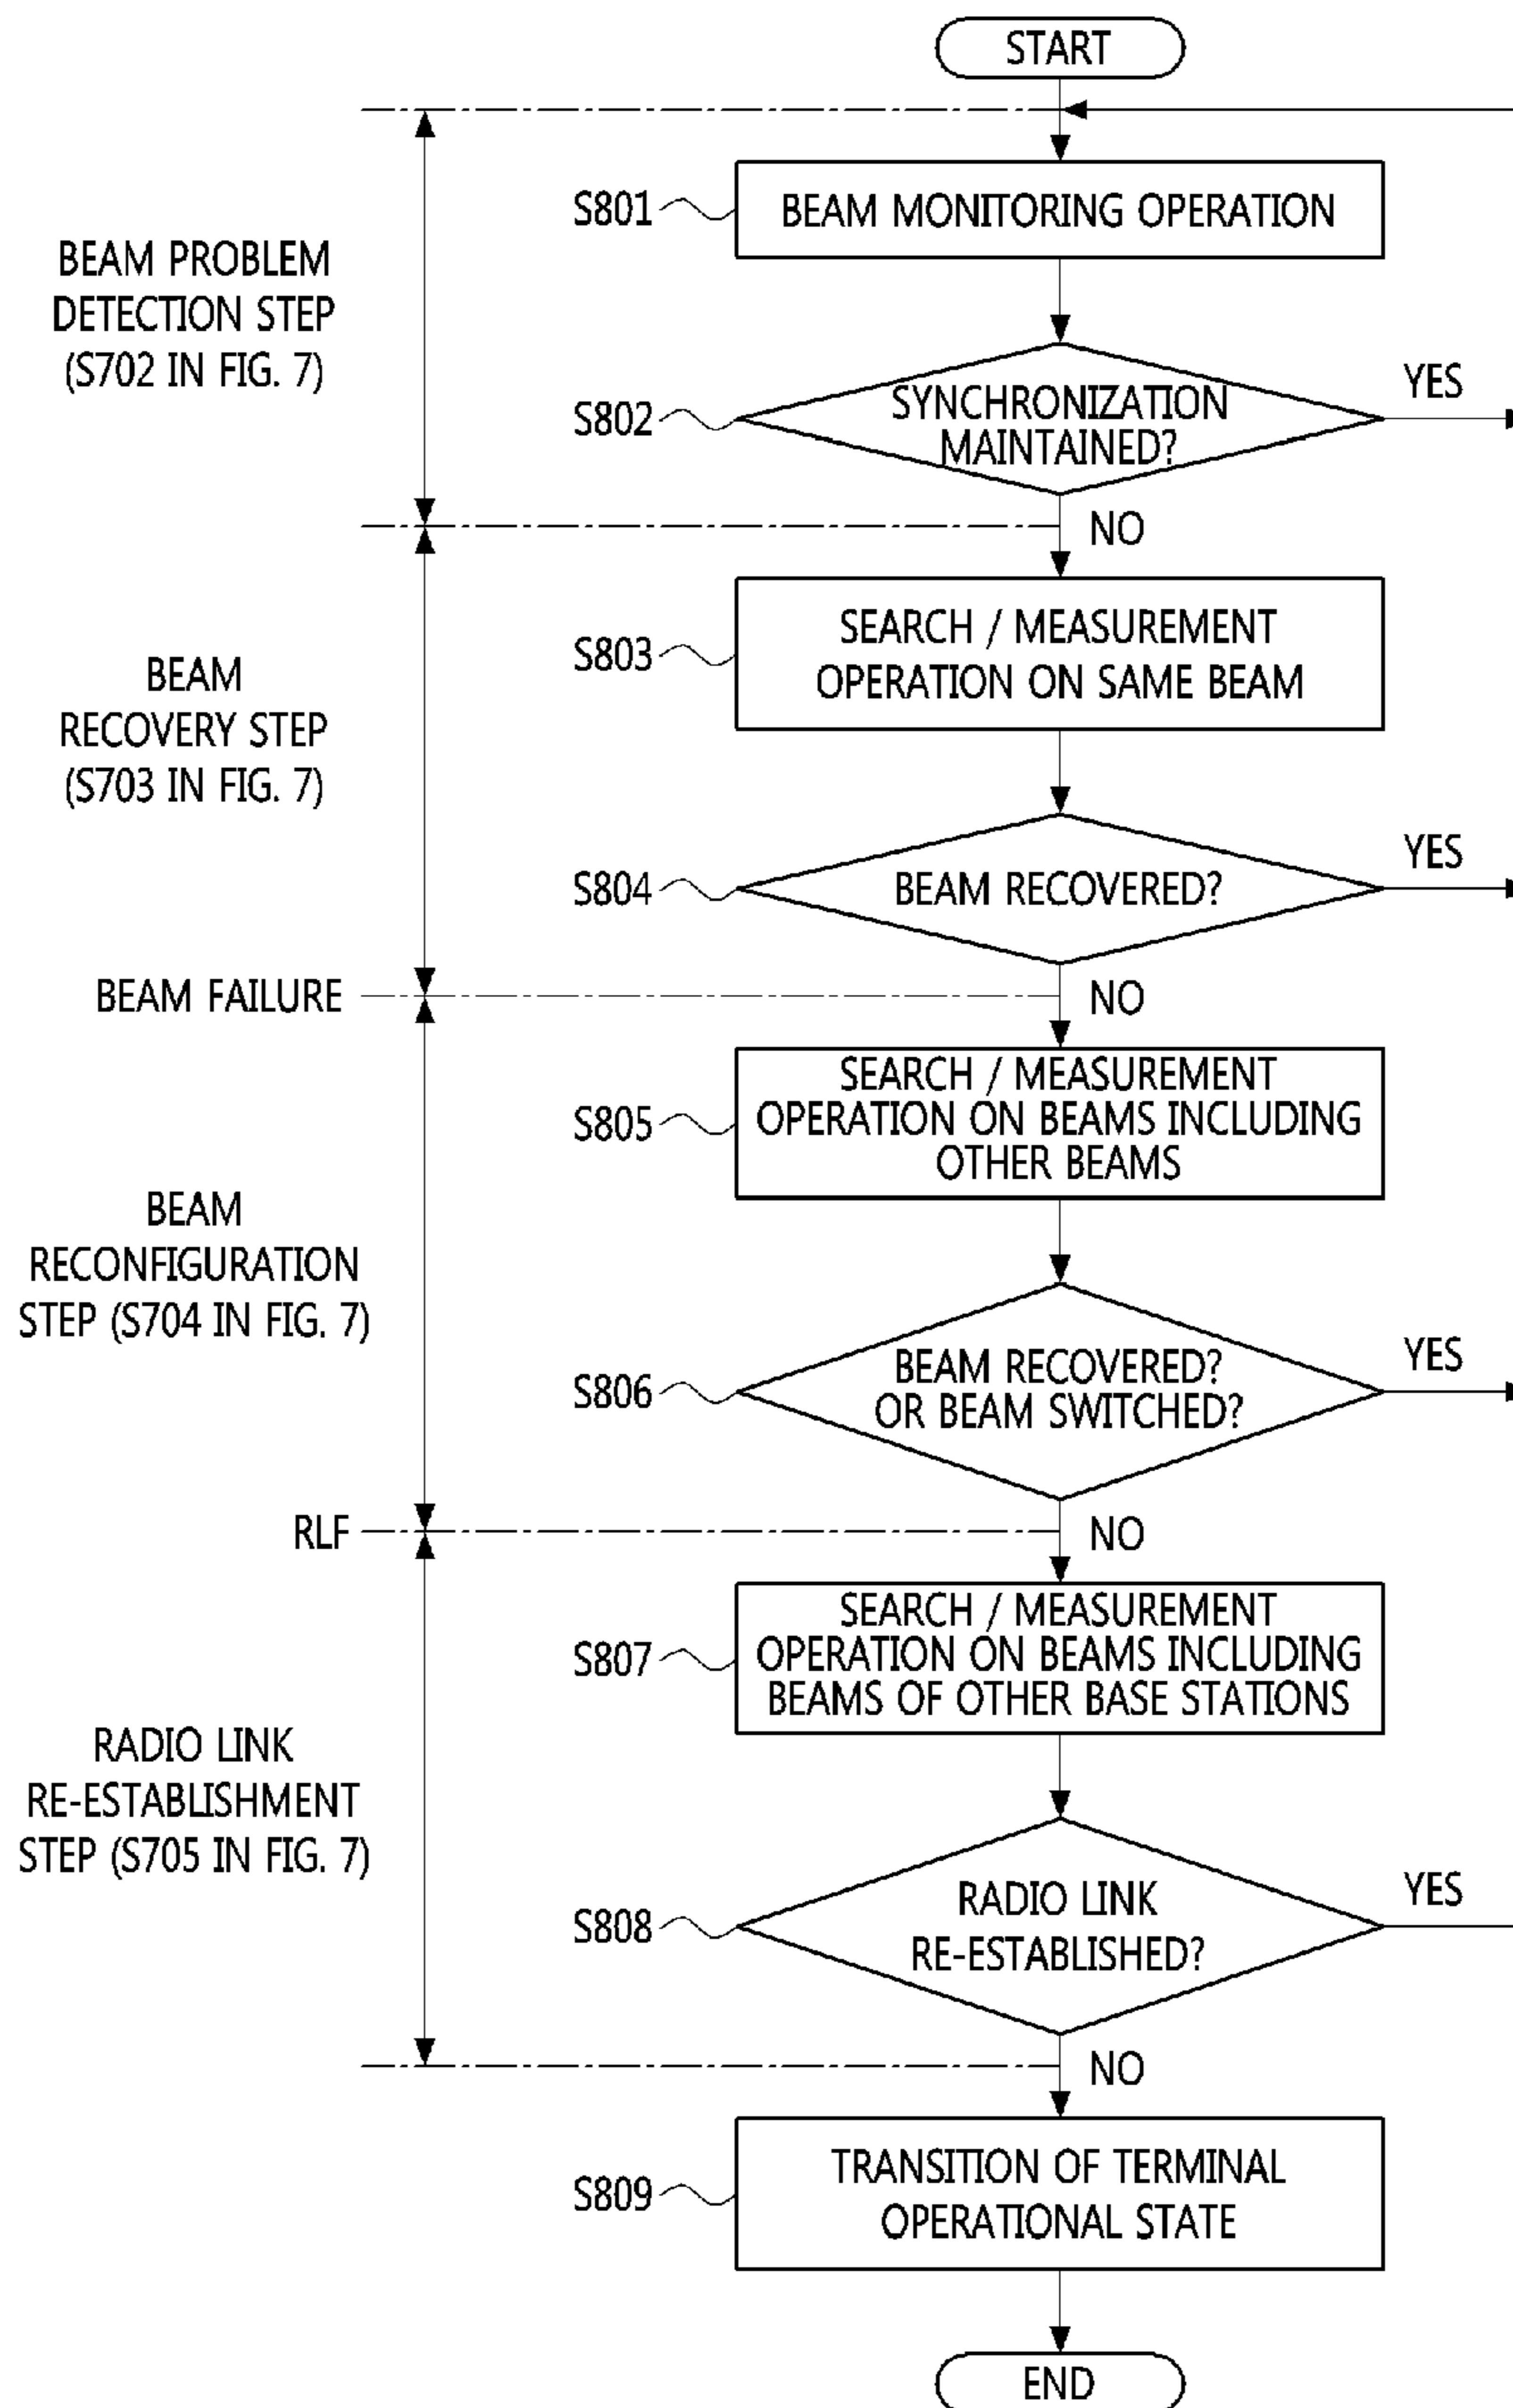 START
S801
BEAM MONITORING OPERATION
BEAM PROBLEM
DETECTION STEP
(S702 IN FIG. 7)
S802
SYNCHRONIZATION
MAINTAINED?
YES
NO
S803
SEARCH / MEASUREMENT
OPERATION ON SAME BEAM
BEAM
RECOVERY STEP
(S703 IN FIG. 7)
S804
BEAM RECOVERED?
YES
BEAM FAILURE
NO
S805
SEARCH / MEASUREMENT
OPERATION ON BEAMS INCLUDING
OTHER BEAMS
BEAM
RECONFIGURATION
STEP (S704 IN FIG. 7)
S806
BEAM RECOVERED?
OR BEAM SWITCHED?
YES
RLF
NO
S807
SEARCH / MEASUREMENT
OPERATION ON BEAMS INCLUDING
BEAMS OF OTHER BASE STATIONS
RADIO LINK
RE-ESTABLISHMENT
STEP (S705 IN FIG. 7)
S808
RADIO LINK
RE-ESTABLISHED?
YES
NO
S809
TRANSITION OF TERMINAL
OPERATIONAL STATE
END